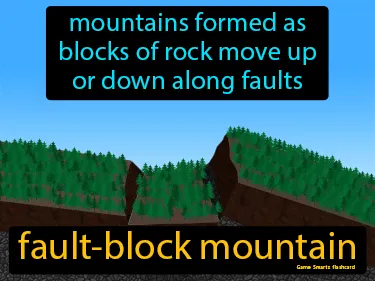 mountains formed as
blocks of rock move up
or down along faults
fault-block mountain
Game Smartz flashcard